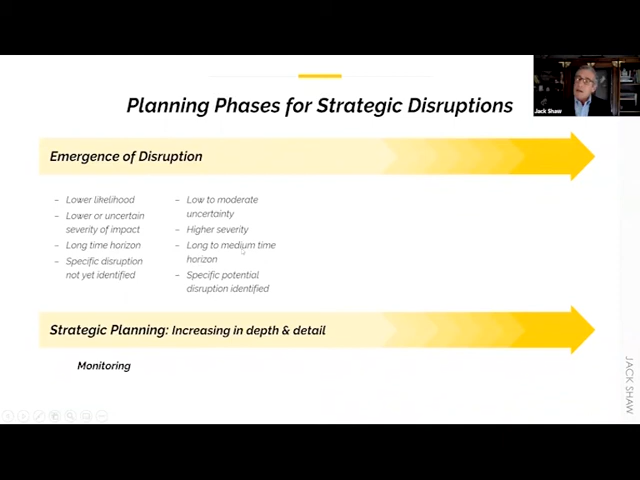 Planning Phases for Strategic Disruptions
Jack Shaw
Emergence of Disruption
– Lower likelihood
– Lower or uncertain
severity of impact
– Long time horizon
– Specific disruption
not yet identified
– Low to moderate
uncertainty
– Higher severity
– Long to medium time
horizon
– Specific potential
disruption identified
Strategic Planning: Increasing in depth & detail
Monitoring
JACK SHAW